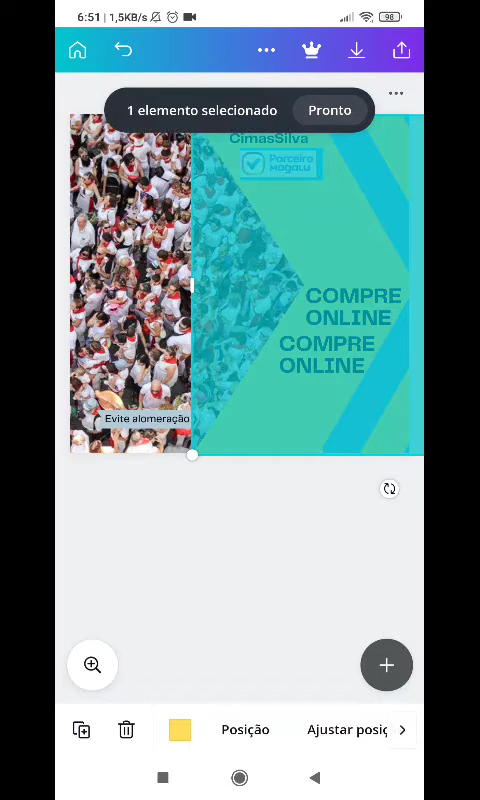 6:51 | 1,5KB/s
98
1 elemento selecionado
Pronto
CimasSilva
Parceiro
Magalu
COMPRE
ONLINE
COMPRE
ONLINE
Evite alomeração
Posição
Ajustar posiç